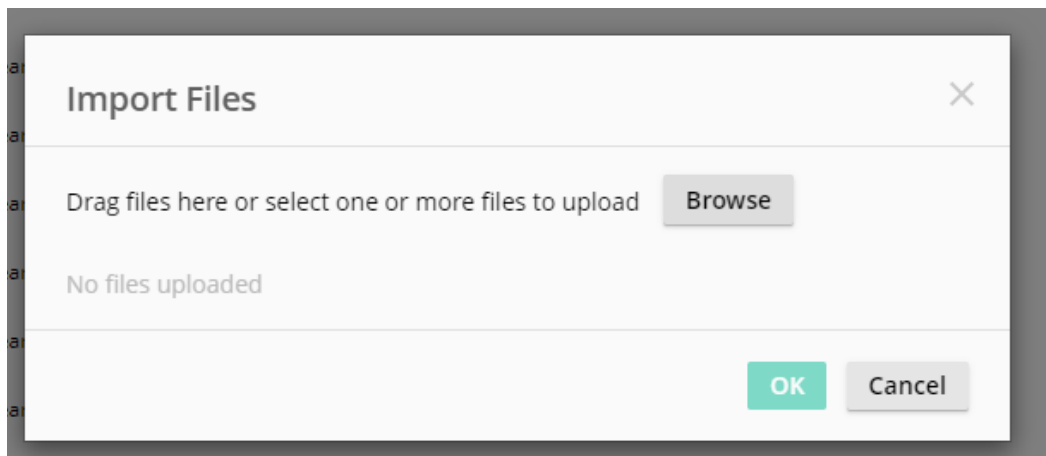 Import Files
Drag files here or select one or more files to upload Browse
No files uploaded
OK Cancel